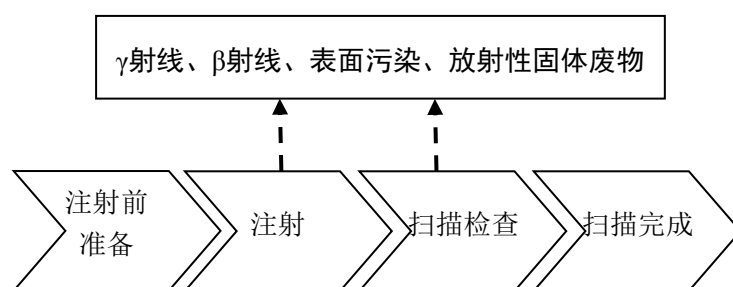 γ射线、β射线、表面污染、放射性固体废物
注射前
准备
注射
扫描检查
扫描完成